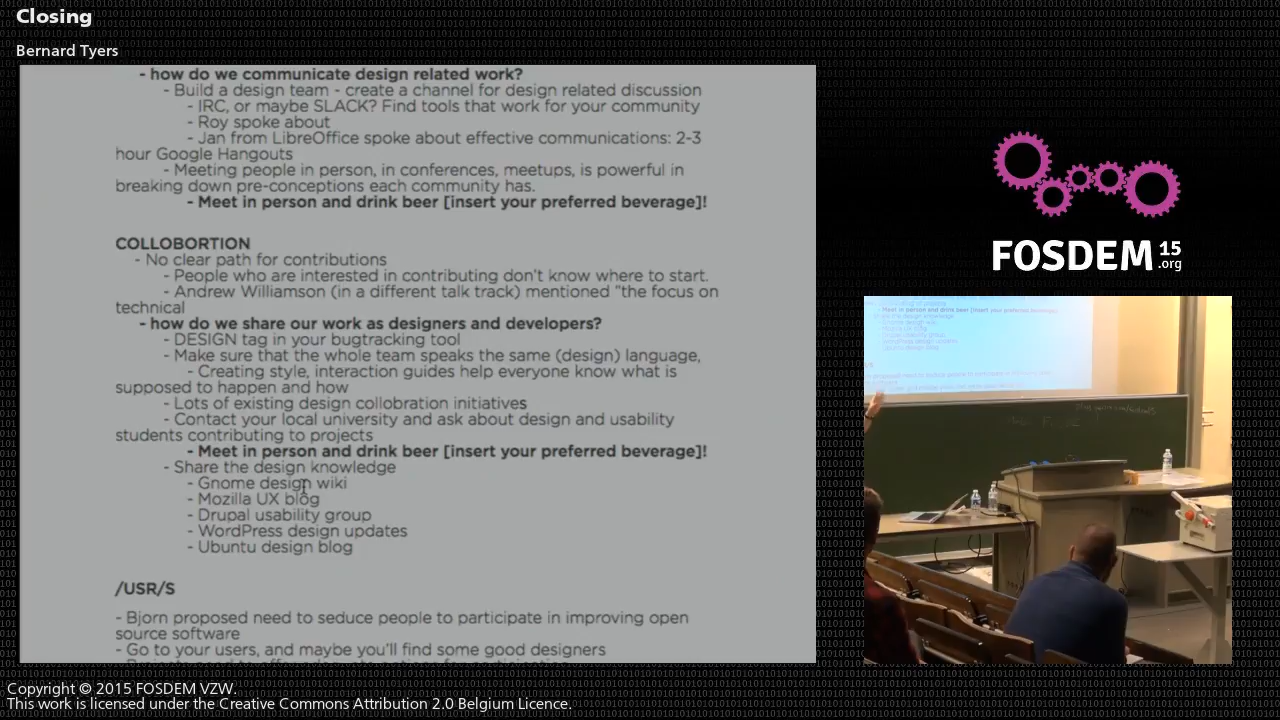 Closing
Bernard Tyers
- how do we communicate design related work?
- Build a design team - create a channel for design related discussion
- IRC, or maybe SLACK? Find tools that work for your community
- Roy spoke about
- Jan from LibreOffice spoke about effective communications: 2-3
hour Google Hangouts
- Meeting people in person, in conferences, meetups, is powerful in
breaking down pre-conceptions each community has.
- Meet in person and drink beer [insert your preferred beverage]!
COLLOBORTION
- No clear path for contributions
- People who are interested in contributing don't know where to start.
- Andrew Williamson (in a different talk track) mentioned "the focus on
technical
- how do we share our work as designers and developers?
- DESIGN tag in your bugtracking tool
- Make sure that the whole team speaks the same (design) language,
- Creating style, interaction guides help everyone know what is
supposed to happen and how
- Lots of existing design collobration initiatives
- Contact your local university and ask about design and usability
students contributing to projects
- Meet in person and drink beer [insert your preferred beverage]!
- Share the design knowledge
- Gnome design wiki
- Mozilla UX blog
- Drupal usability group
- WordPress design updates
- Ubuntu design blog
/USR/S
- Bjorn proposed need to seduce people to participate in improving open
source software
- Go to your users, and maybe you'll find some good designers
FOSDEM 15
.org
Copyright © 2015 FOSDEM VZW.
This work is licensed under the Creative Commons Attribution 2.0 Belgium Licence.